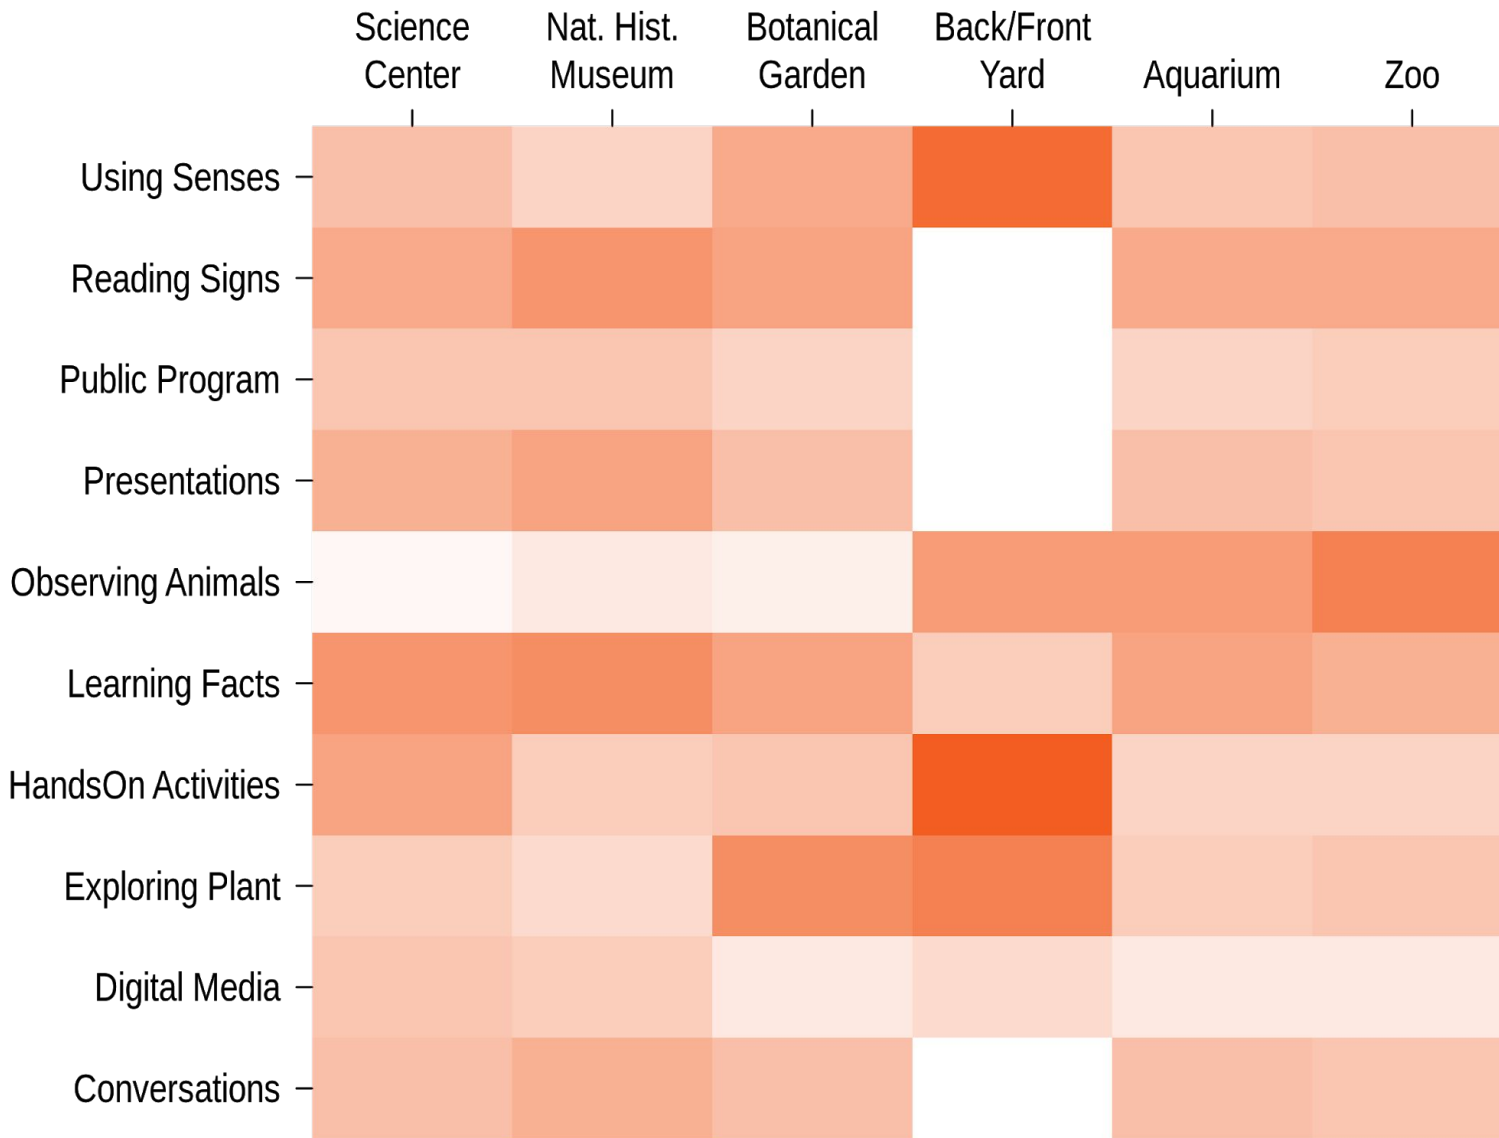 Science Center
Nat. Hist. Museum
Botanical Garden
Back/Front Yard
Aquarium
Zoo
Using Senses
Reading Signs
Public Program
Presentations
Observing Animals
Learning Facts
HandsOn Activities
Exploring Plant
Digital Media
Conversations